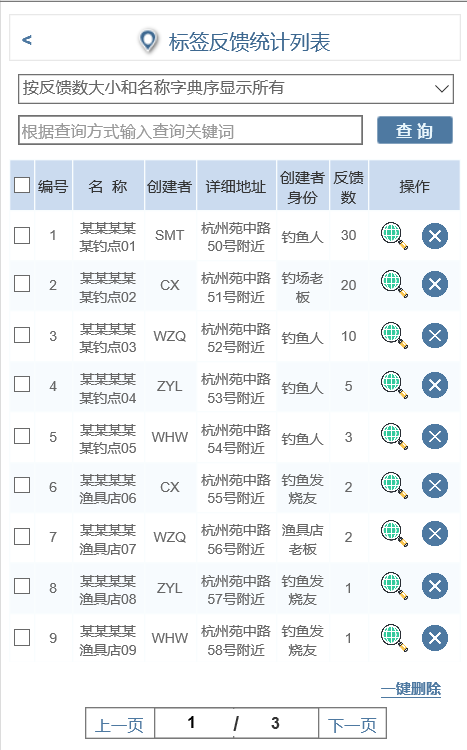 < 标签反馈统计列表
按反馈数大小和名称字典序显示所有
根据查询方式输入查询关键词 查 询
编号 名 称 创建者 详细地址 创建者身份 反馈数 操作
1 某某某某某钓点01 SMT 杭州苑中路50号附近 钓鱼人 30
2 某某某某某钓点02 CX 杭州苑中路51号附近 钓场老板 20
3 某某某某某钓点03 WZQ 杭州苑中路52号附近 钓鱼人 10
4 某某某某某钓点04 ZYL 杭州苑中路53号附近 钓鱼人 5
5 某某某某某钓点05 WHW 杭州苑中路54号附近 钓鱼人 3
6 某某某某渔具店06 CX 杭州苑中路55号附近 钓鱼发烧友 2
7 某某某某渔具店07 WZQ 杭州苑中路56号附近 渔具店老板 2
8 某某某某渔具店08 ZYL 杭州苑中路57号附近 钓鱼发烧友 1
9 某某某某渔具店09 WHW 杭州苑中路58号附近 钓鱼发烧友 1
一键删除
上一页 1 / 3 下一页